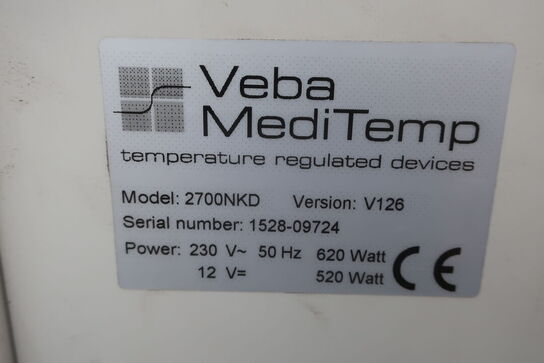 Veba
MediTemp
temperature regulated devices
Model: 2700NKD Version: V126
Serial number: 1528-09724
Power: 230 V~ 50 Hz 620 Watt
12 V= 520 Watt
CE